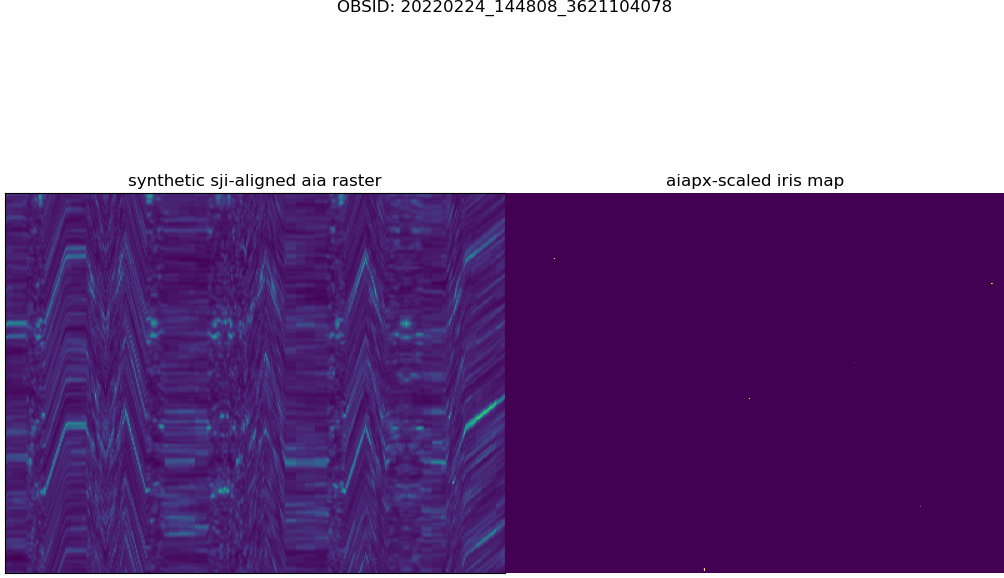 OBSID: 20220224_144808_3621104078
synthetic sji-aligned aia raster
aiapx-scaled iris map